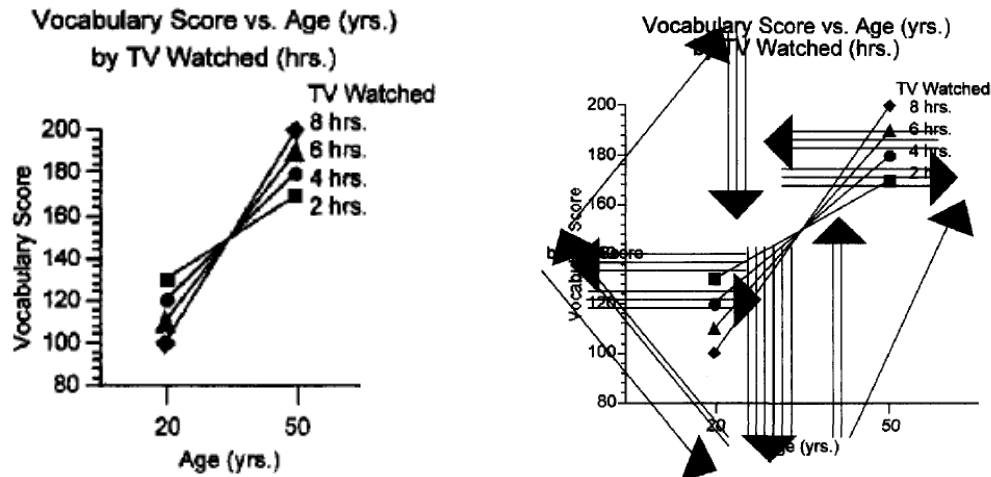 Vocabulary Score vs. Age (yrs.)
by TV Watched (hrs.)
TV Watched
8 hrs.
6 hrs.
4 hrs.
2 hrs.
200
180
160
140
120
100
80
Vocabulary Score
20
50
Age (yrs.)
Vocabulary Score vs. Age (yrs.)
TV Watched (hrs.)
TV Watched
8 hrs.
6 hrs.
4 hrs.
200
180
160
120
100
80
20
50
(yrs.)